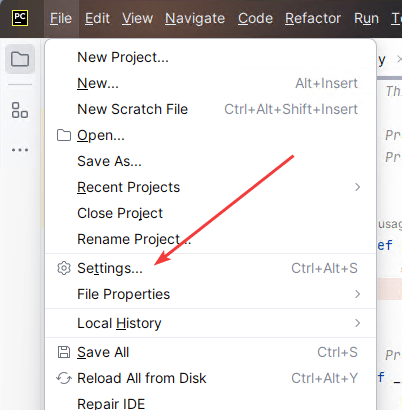 PC File Edit View Navigate Code Refactor Run T
New Project...
New... Alt+Insert
New Scratch File Ctrl+Alt+Shift+Insert
Open...
Save As...
Recent Projects
Close Project
Rename Project...
Settings... Ctrl+Alt+S
File Properties
Local History
Save All Ctrl+S
Reload All from Disk Ctrl+Alt+Y
Repair IDE
y
Thi
Pr
Pr
usag
ef
Pr
f _